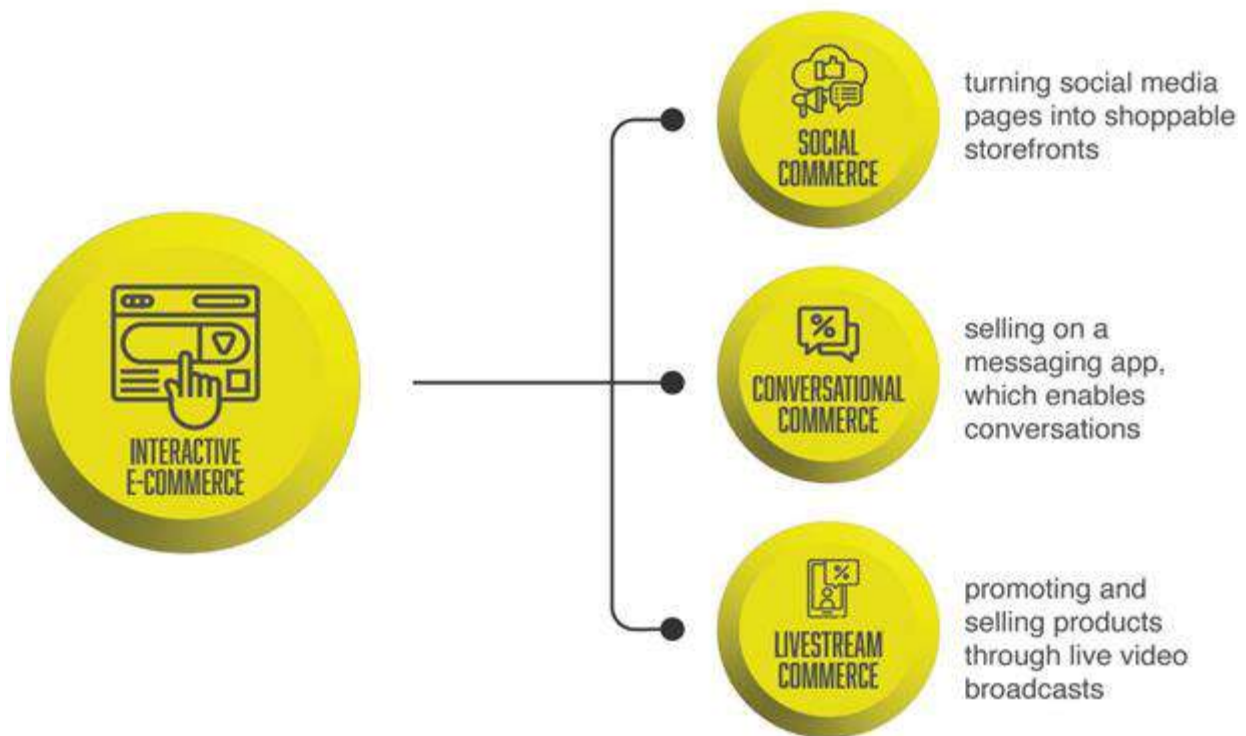 SOCIAL
COMMERCE
turning social media
pages into shoppable
storefronts
INTERACTIVE
E-COMMERCE
%
CONVERSATIONAL
COMMERCE
selling on a
messaging app,
which enables
conversations
%
LIVESTREAM
COMMERCE
promoting and
selling products
through live video
broadcasts